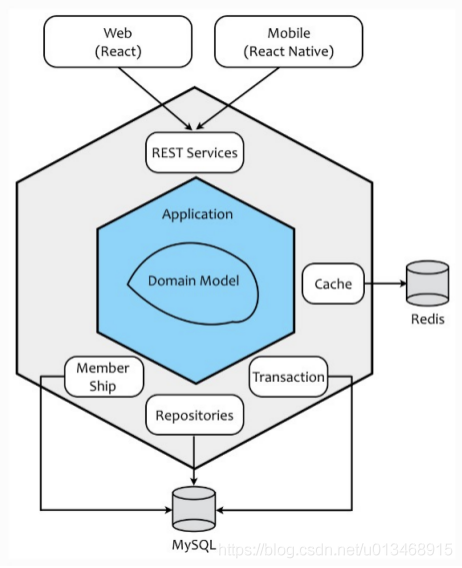 Web
(React)
Mobile
(React Native)
REST Services
Application
Domain Model
Cache
Redis
Member
Ship
Transaction
Repositories
MySQL
https://blog.csdn.net/u013468915